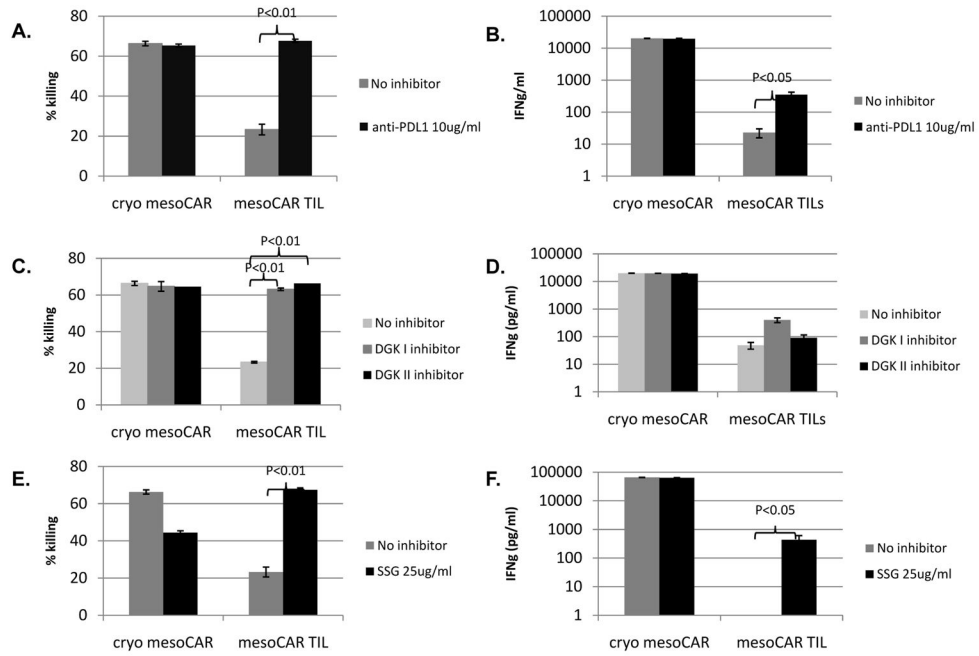 A.
P<0.01
80
60
40
20
0
% killing
cryo mesoCAR
mesoCAR TIL
No inhibitor
anti-PDL1 10ug/ml
B.
P<0.05
100000
10000
1000
100
10
1
IFNg/ml
cryo mesoCAR
mesoCAR TILs
No inhibitor
anti-PDL1 10ug/ml
C.
P<0.01
P<0.01
80
60
40
20
0
% killing
cryo mesoCAR
mesoCAR TIL
No inhibitor
DGK I inhibitor
DGK II inhibitor
D.
100000
10000
1000
100
10
1
IFNg (pg/ml)
cryo mesoCAR
mesoCAR TILs
No inhibitor
DGK I inhibitor
DGK II inhibitor
E.
P<0.01
80
60
40
20
0
% killing
cryo mesoCAR
mesoCAR TIL
No inhibitor
SSG 25ug/ml
F.
P<0.05
100000
10000
1000
100
10
1
IFNg (pg/ml)
cryo mesoCAR
mesoCAR TIL
No inhibitor
SSG 25ug/ml